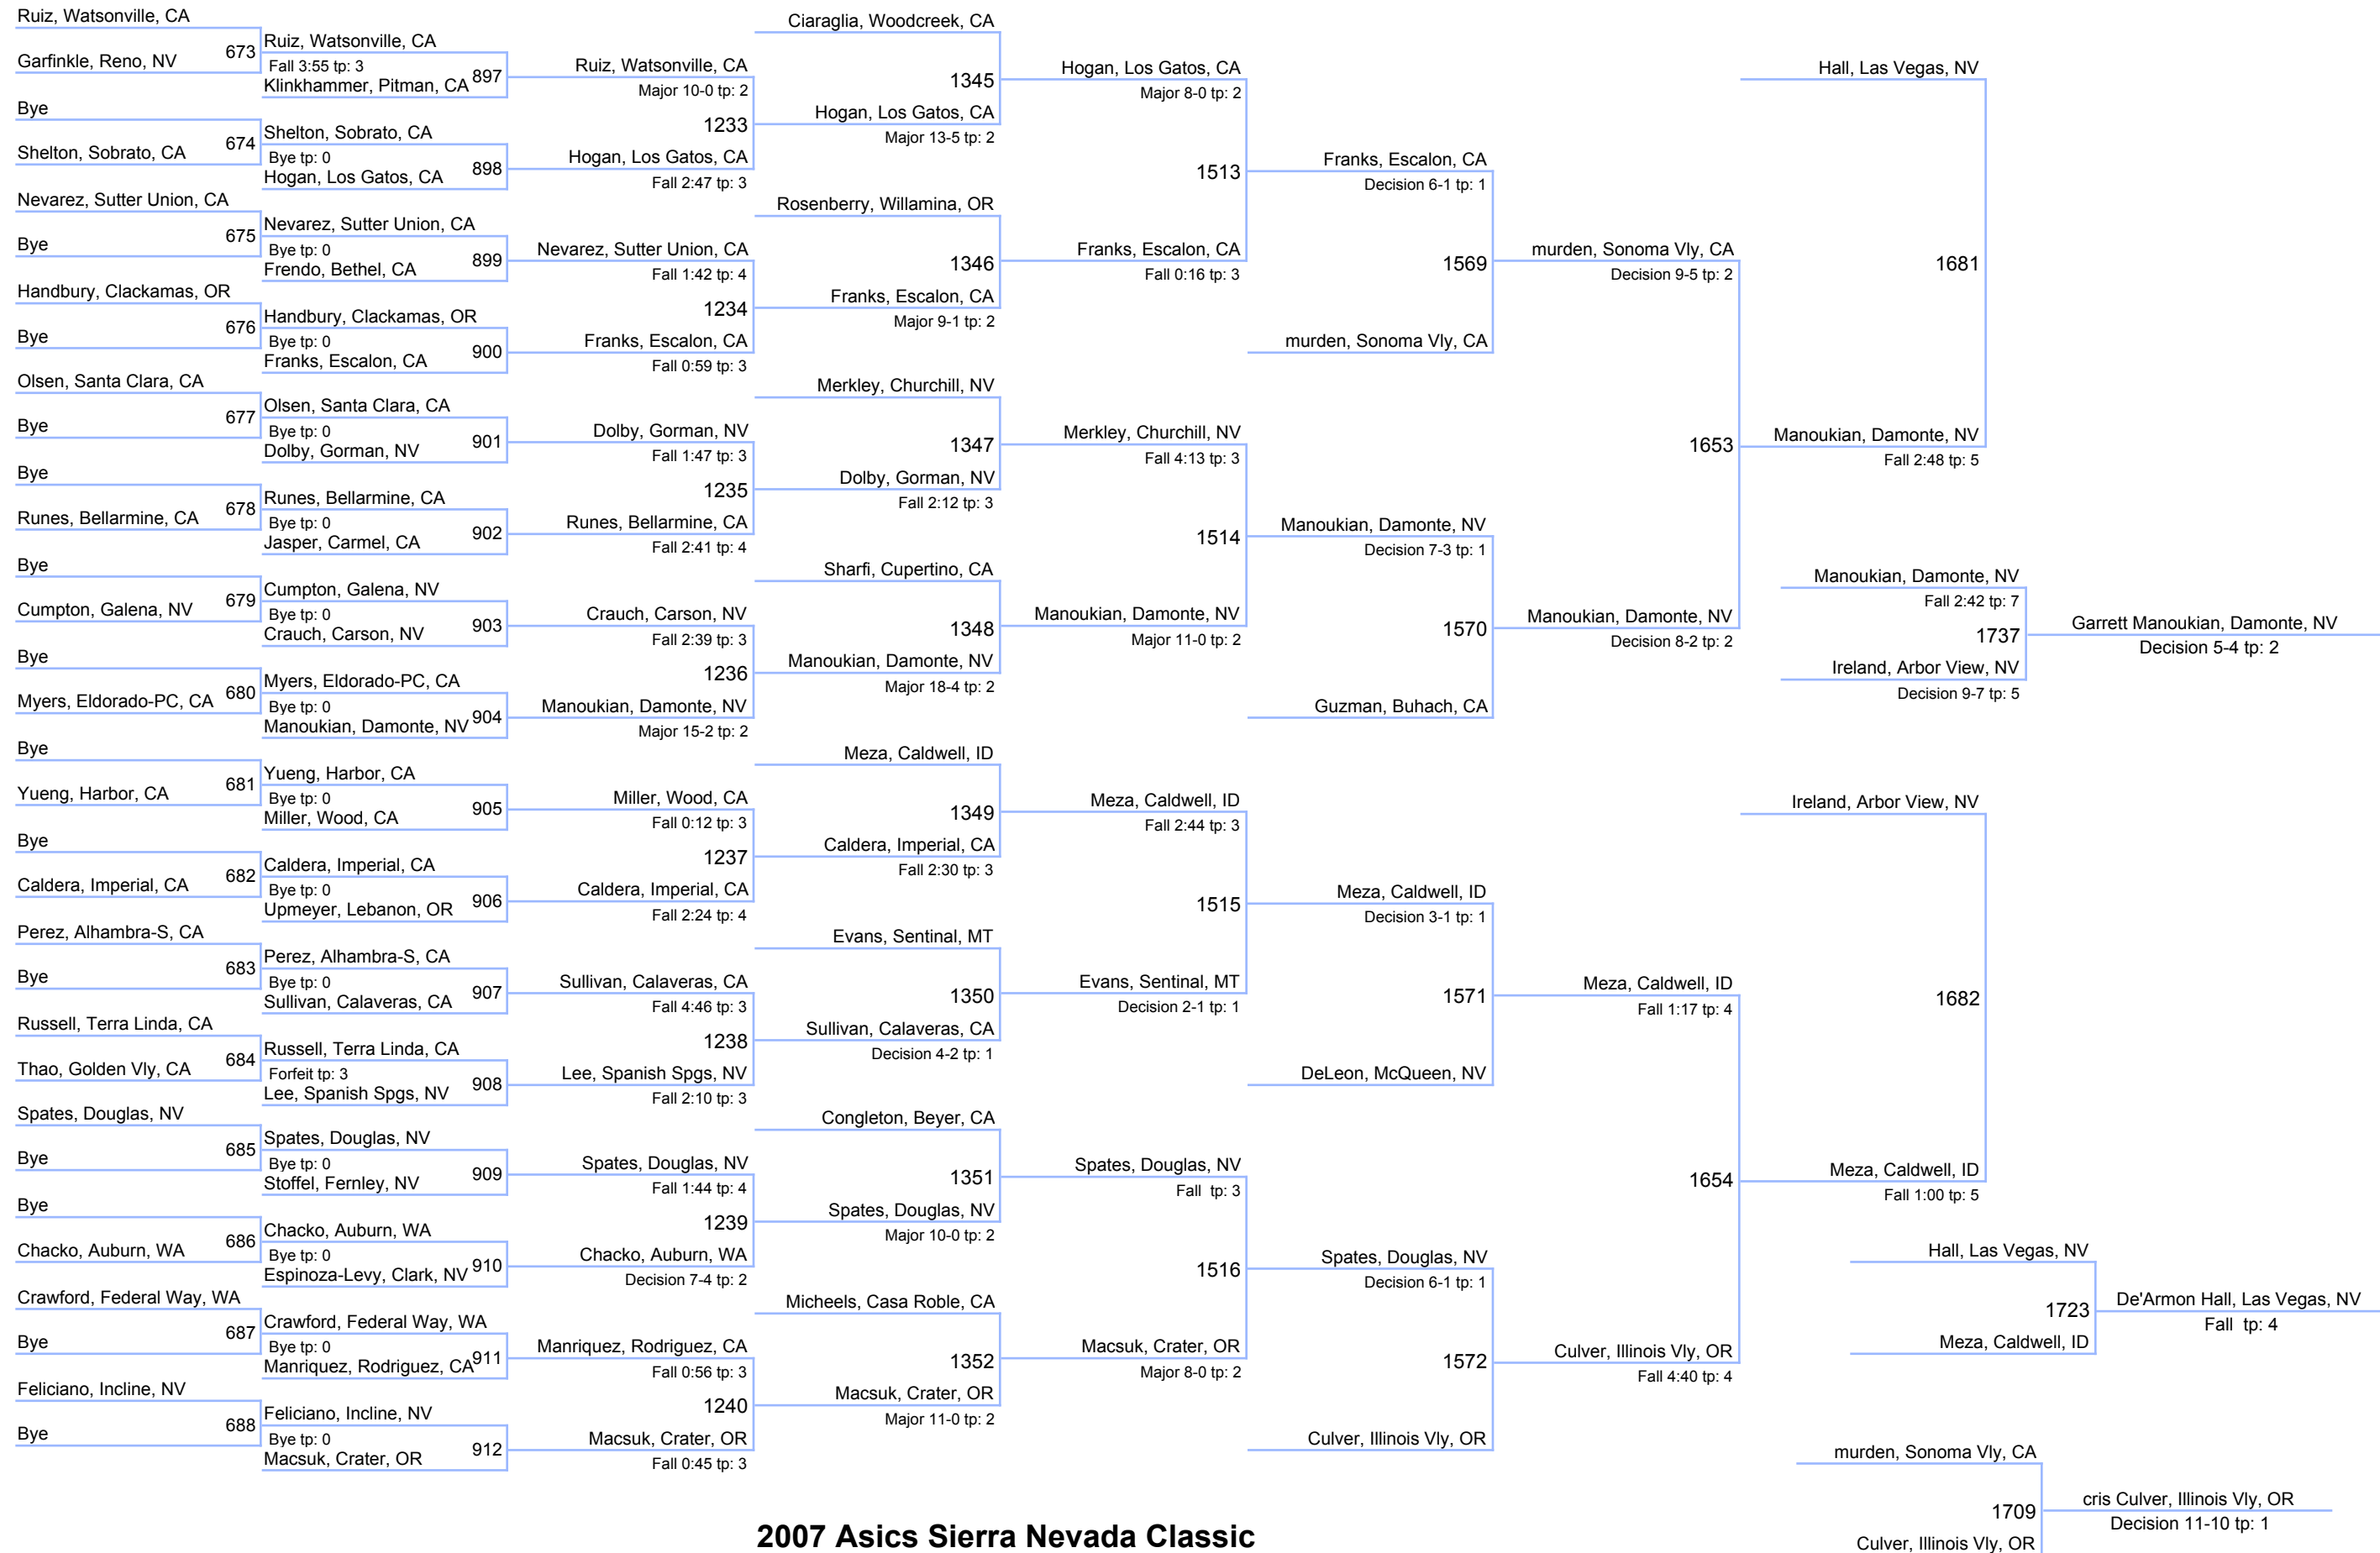 Ruiz, Watsonville, CA
673
Garfinkle, Reno, NV
Bye
674
Shelton, Sobrato, CA
Nevarez, Sutter Union, CA
675
Bye
Handbury, Clackamas, OR
676
Bye
Olsen, Santa Clara, CA
677
Bye
Bye
678
Runes, Bellarmine, CA
Bye
679
Cumpton, Galena, NV
Bye
680
Myers, Eldorado-PC, CA
Bye
681
Yueng, Harbor, CA
Bye
682
Caldera, Imperial, CA
Perez, Alhambra-S, CA
683
Bye
Russell, Terra Linda, CA
684
Thao, Golden Vly, CA
Spates, Douglas, NV
685
Bye
Bye
686
Chacko, Auburn, WA
Crawford, Federal Way, WA
687
Bye
Feliciano, Incline, NV
688
Bye
Ruiz, Watsonville, CA
Fall 3:55 tp: 3
897
Klinkhammer, Pitman, CA
Shelton, Sobrato, CA
Bye tp: 0
898
Hogan, Los Gatos, CA
Nevarez, Sutter Union, CA
Bye tp: 0
899
Frendo, Bethel, CA
Handbury, Clackamas, OR
Bye tp: 0
900
Franks, Escalon, CA
Olsen, Santa Clara, CA
Bye tp: 0
901
Dolby, Gorman, NV
Runes, Bellarmine, CA
Bye tp: 0
902
Jasper, Carmel, CA
Cumpton, Galena, NV
Bye tp: 0
903
Crauch, Carson, NV
Myers, Eldorado-PC, CA
Bye tp: 0
904
Manoukian, Damonte, NV
Yueng, Harbor, CA
Bye tp: 0
905
Miller, Wood, CA
Caldera, Imperial, CA
Bye tp: 0
906
Upmeyer, Lebanon, OR
Perez, Alhambra-S, CA
Bye tp: 0
907
Sullivan, Calaveras, CA
Russell, Terra Linda, CA
Forfeit tp: 3
908
Lee, Spanish Spgs, NV
Spates, Douglas, NV
Bye tp: 0
909
Stoffel, Fernley, NV
Chacko, Auburn, WA
Bye tp: 0
910
Espinoza-Levy, Clark, NV
Crawford, Federal Way, WA
Bye tp: 0
911
Manriquez, Rodriguez, CA
Feliciano, Incline, NV
Bye tp: 0
912
Macsuk, Crater, OR
Ruiz, Watsonville, CA
Major 10-0 tp: 2
1233
Hogan, Los Gatos, CA
Fall 2:47 tp: 3
Nevarez, Sutter Union, CA
Fall 1:42 tp: 4
1234
Franks, Escalon, CA
Fall 0:59 tp: 3
Dolby, Gorman, NV
Fall 1:47 tp: 3
1235
Runes, Bellarmine, CA
Fall 2:41 tp: 4
Crauch, Carson, NV
Fall 2:39 tp: 3
1236
Manoukian, Damonte, NV
Major 15-2 tp: 2
Miller, Wood, CA
Fall 0:12 tp: 3
1237
Caldera, Imperial, CA
Fall 2:24 tp: 4
Sullivan, Calaveras, CA
Fall 4:46 tp: 3
1238
Lee, Spanish Spgs, NV
Fall 2:10 tp: 3
Spates, Douglas, NV
Fall 1:44 tp: 4
1239
Chacko, Auburn, WA
Decision 7-4 tp: 2
Manriquez, Rodriguez, CA
Fall 0:56 tp: 3
1240
Macsuk, Crater, OR
Fall 0:45 tp: 3
Ciaraglia, Woodcreek, CA
1345
Hogan, Los Gatos, CA
Major 13-5 tp: 2
Rosenberry, Willamina, OR
1346
Franks, Escalon, CA
Major 9-1 tp: 2
Merkley, Churchill, NV
1347
Dolby, Gorman, NV
Fall 2:12 tp: 3
Sharfi, Cupertino, CA
1348
Manoukian, Damonte, NV
Major 18-4 tp: 2
Meza, Caldwell, ID
1349
Caldera, Imperial, CA
Fall 2:30 tp: 3
Evans, Sentinal, MT
1350
Sullivan, Calaveras, CA
Decision 4-2 tp: 1
Congleton, Beyer, CA
1351
Spates, Douglas, NV
Major 10-0 tp: 2
Micheels, Casa Roble, CA
1352
Macsuk, Crater, OR
Major 11-0 tp: 2
Hogan, Los Gatos, CA
Major 8-0 tp: 2
1513
Franks, Escalon, CA
Fall 0:16 tp: 3
Merkley, Churchill, NV
Fall 4:13 tp: 3
1514
Manoukian, Damonte, NV
Major 11-0 tp: 2
Meza, Caldwell, ID
Fall 2:44 tp: 3
1515
Evans, Sentinal, MT
Decision 2-1 tp: 1
Spates, Douglas, NV
Fall tp: 3
1516
Macsuk, Crater, OR
Major 8-0 tp: 2
Franks, Escalon, CA
Decision 6-1 tp: 1
1569
murden, Sonoma Vly, CA
Manoukian, Damonte, NV
Decision 7-3 tp: 1
1570
Guzman, Buhach, CA
Meza, Caldwell, ID
Decision 3-1 tp: 1
1571
DeLeon, McQueen, NV
Spates, Douglas, NV
Decision 6-1 tp: 1
1572
Culver, Illinois Vly, OR
murden, Sonoma Vly, CA
Decision 9-5 tp: 2
1653
Manoukian, Damonte, NV
Decision 8-2 tp: 2
Meza, Caldwell, ID
Fall 1:17 tp: 4
1654
Culver, Illinois Vly, OR
Fall 4:40 tp: 4
Hall, Las Vegas, NV
1681
Manoukian, Damonte, NV
Fall 2:48 tp: 5
Ireland, Arbor View, NV
1682
Meza, Caldwell, ID
Fall 1:00 tp: 5
Manoukian, Damonte, NV
Fall 2:42 tp: 7
1737
Ireland, Arbor View, NV
Decision 9-7 tp: 5
Garrett Manoukian, Damonte, NV
Decision 5-4 tp: 2
Hall, Las Vegas, NV
1723
Meza, Caldwell, ID
De'Armon Hall, Las Vegas, NV
Fall tp: 4
murden, Sonoma Vly, CA
1709
Culver, Illinois Vly, OR
cris Culver, Illinois Vly, OR
Decision 11-10 tp: 1
2007 Asics Sierra Nevada Classic